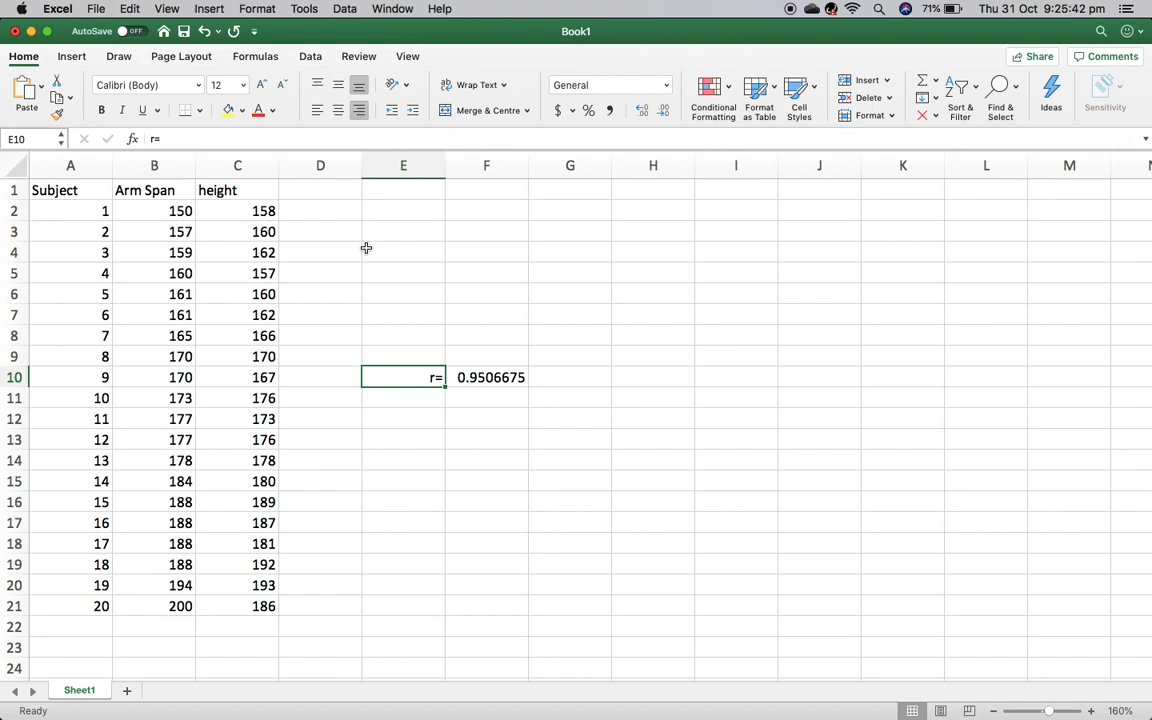 Excel File Edit View Insert Format Tools Data Window Help 71% Thu 31 Oct 9:25:42 pm
AutoSave OFF Book1
Home Insert Draw Page Layout Formulas Data Review View Share Comments
Paste Calibri (Body) 12 A^ A B I U A Wrap Text Merge & Centre General $ % , Conditional Formatting Format as Table Cell Styles Insert Delete Format Sort & Filter Find & Select Ideas Sensitivity
E10 fx r=
A B C D E F G H I J K L M N
1 Subject Arm Span height
2 1 150 158
3 2 157 160
4 3 159 162
5 4 160 157
6 5 161 160
7 6 161 162
8 7 165 166
9 8 170 170
10 9 170 167 r= 0.9506675
11 10 173 176
12 11 177 173
13 12 177 176
14 13 178 178
15 14 184 180
16 15 188 189
17 16 188 187
18 17 188 181
19 18 188 192
20 19 194 193
21 20 200 186
22
23
24
Sheet1
Ready 160%